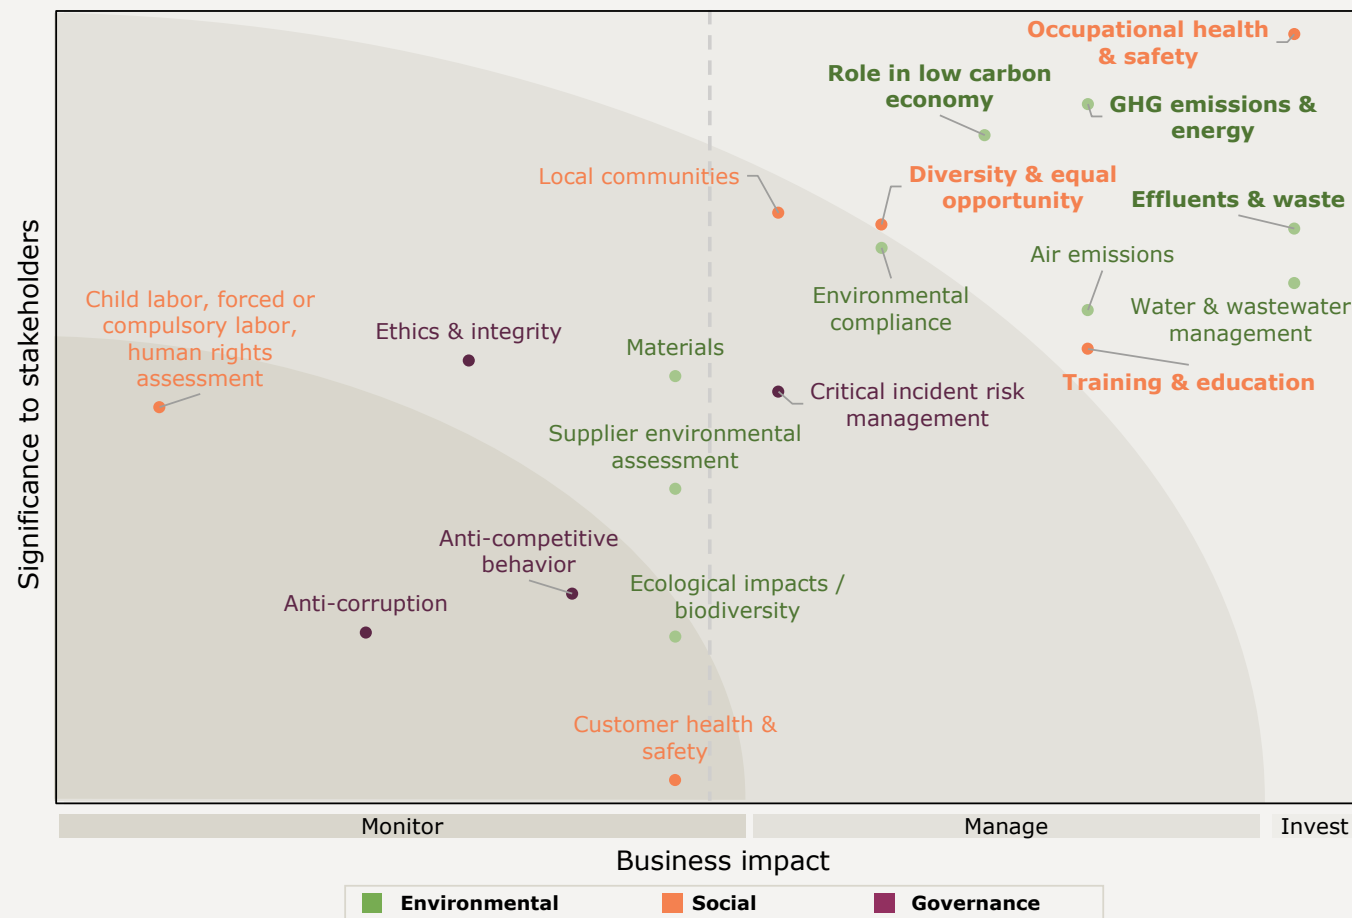 Occupational health
& safety
Role in low carbon
economy
GHG emissions &
energy
Local communities
Diversity & equal
opportunity
Effluents & waste
Air emissions
Environmental
compliance
Water & wastewater
management
Child labor, forced or
compulsory labor,
human rights
assessment
Ethics & integrity
Materials
Training & education
Critical incident risk
management
Supplier environmental
assessment
Anti-competitive
behavior
Ecological impacts /
biodiversity
Anti-corruption
Customer health &
safety
Significance to stakeholders
Monitor
Manage
Invest
Business impact
Environmental
Social
Governance